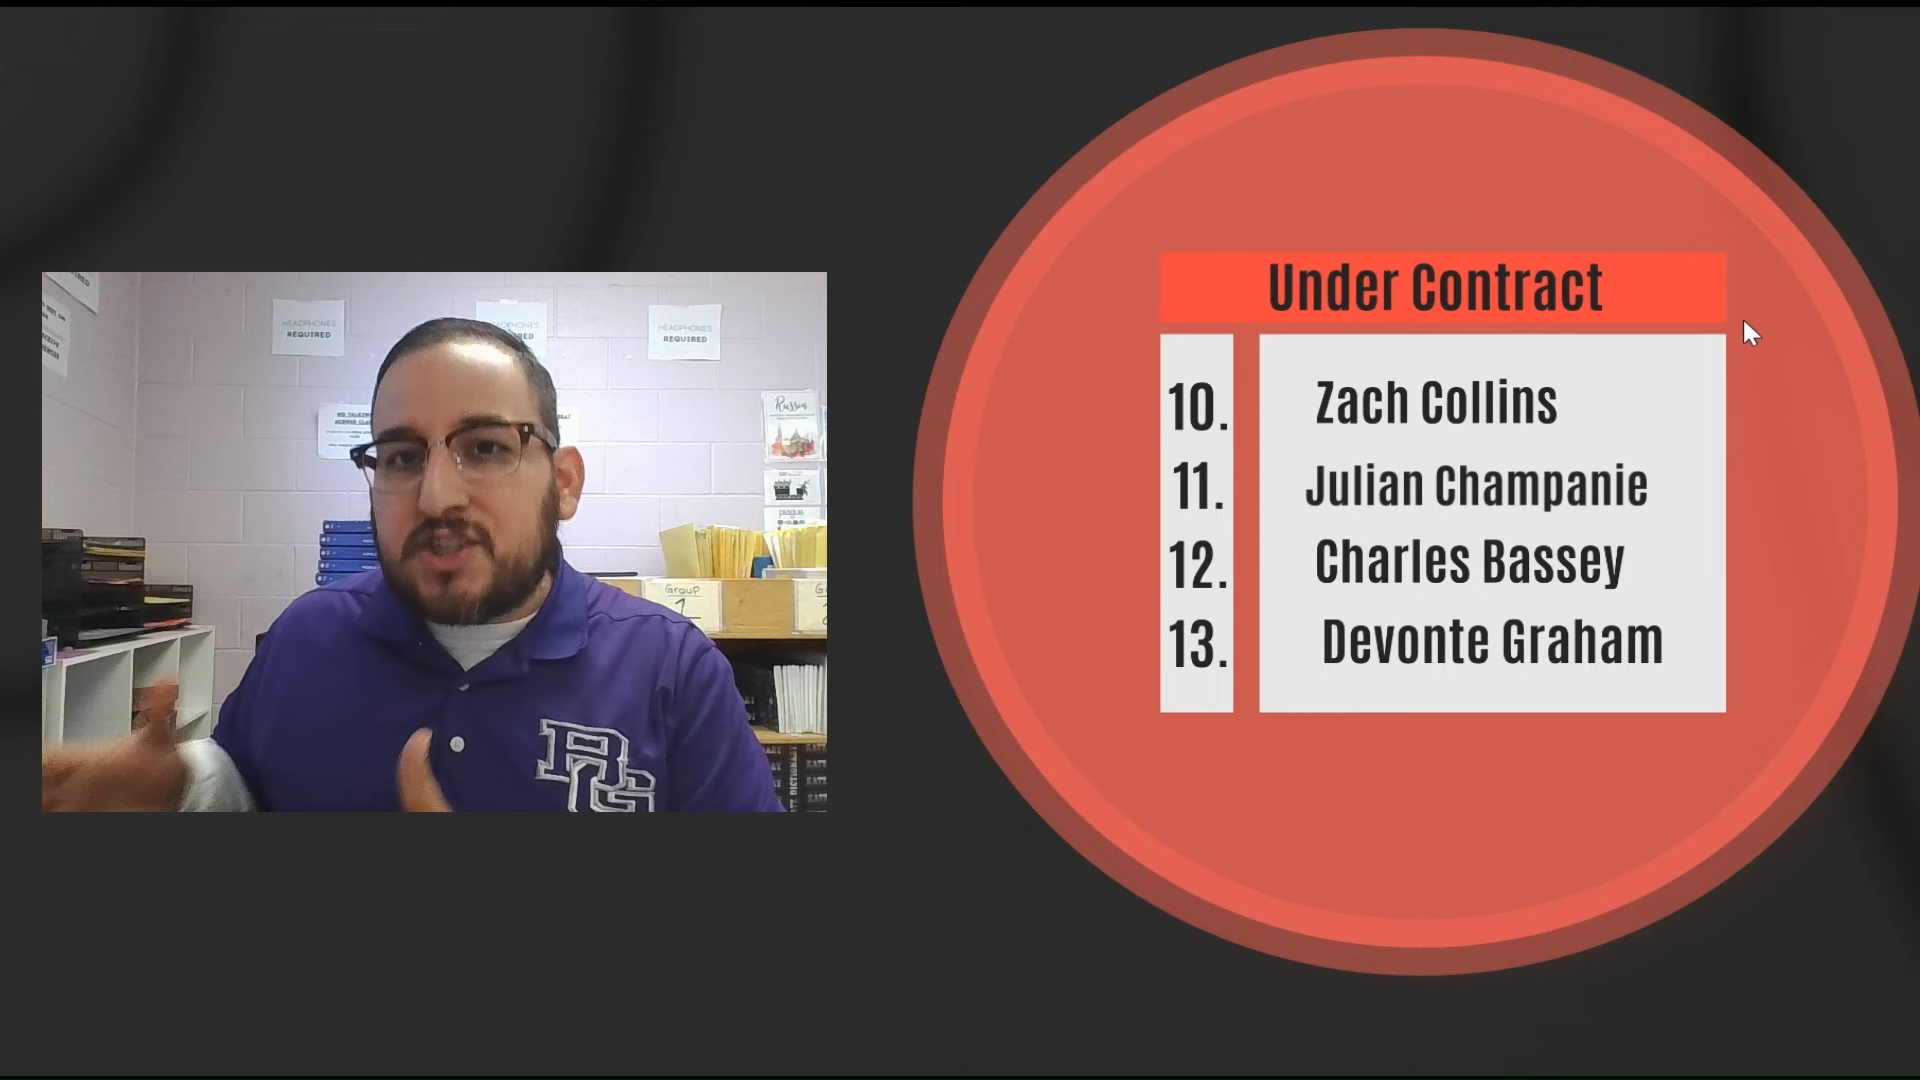 HEADPHONES
REQUIRED
HEADPHONES
REQUIRED
Russia
plague
Group
1
Under Contract
10. Zach Collins
11. Julian Champanie
12. Charles Bassey
13. Devonte Graham